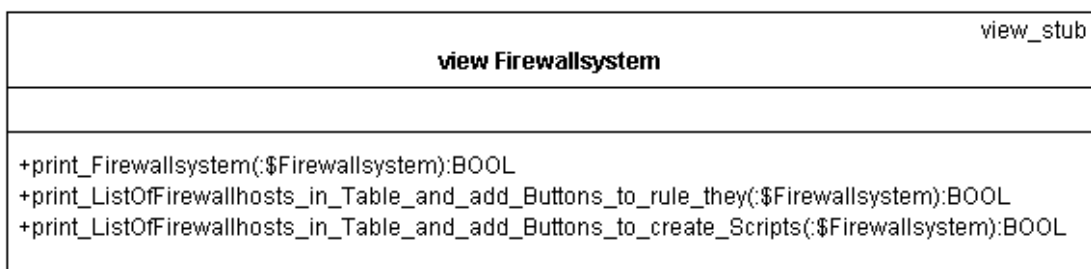 view_stub
view Firewallsystem
+print_Firewallsystem(:$Firewallsystem):BOOL
+print_ListOfFirewallhosts_in_Table_and_add_Buttons_to_rule_they(:$Firewallsystem):BOOL
+print_ListOfFirewallhosts_in_Table_and_add_Buttons_to_create_Scripts(:$Firewallsystem):BOOL